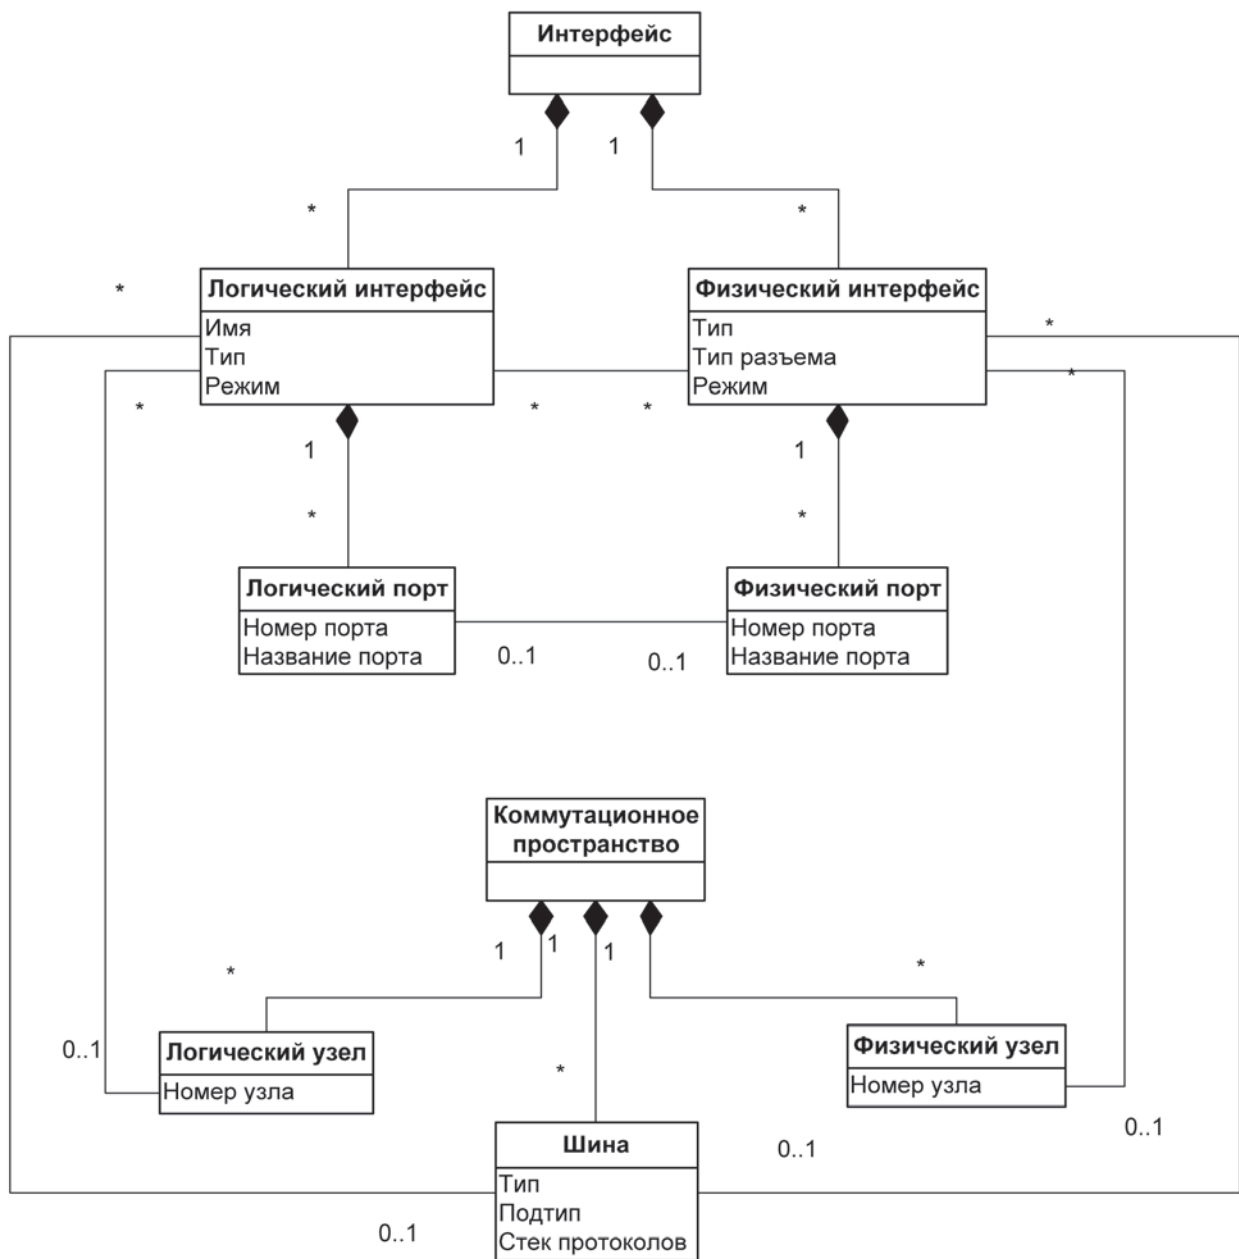 Интерфейс
1
1
*
*
Логический интерфейс
Имя
Тип
Режим
Физический интерфейс
Тип
Тип разъема
Режим
*
*
*
*
*
*
1
1
*
*
Логический порт
Номер порта
Название порта
Физический порт
Номер порта
Название порта
0..1
0..1
Коммутационное
пространство
1
1
1
*
*
Логический узел
Номер узла
Физический узел
Номер узла
0..1
*
0..1
Шина
Тип
Подтип
Стек протоколов
0..1
0..1